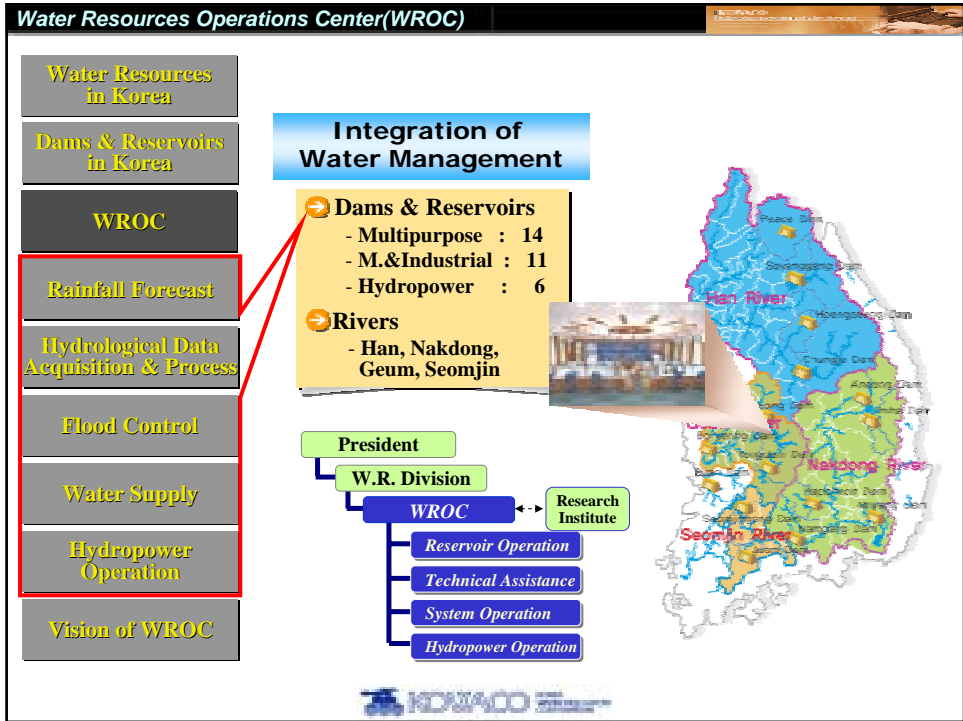 Water Resources Operations Center(WROC)
Water Resources
in Korea
Dams & Reservoirs
in Korea
WROC
Rainfall Forecast
Hydrological Data
Acquisition & Process
Flood Control
Water Supply
Hydropower
Operation
Vision of WROC
Integration of
Water Management
Dams & Reservoirs
- Multipurpose : 14
- M.&Industrial : 11
- Hydropower : 6
Rivers
- Han, Nakdong,
Geum, Seomjin
President
W.R. Division
WROC
Research
Institute
Reservoir Operation
Technical Assistance
System Operation
Hydropower Operation
Peace Dam
Soyanggang Dam
Han River
Hoengseong Dam
Chungju Dam
Andong Dam
Nakdong River
Seomjin River
KOWACO